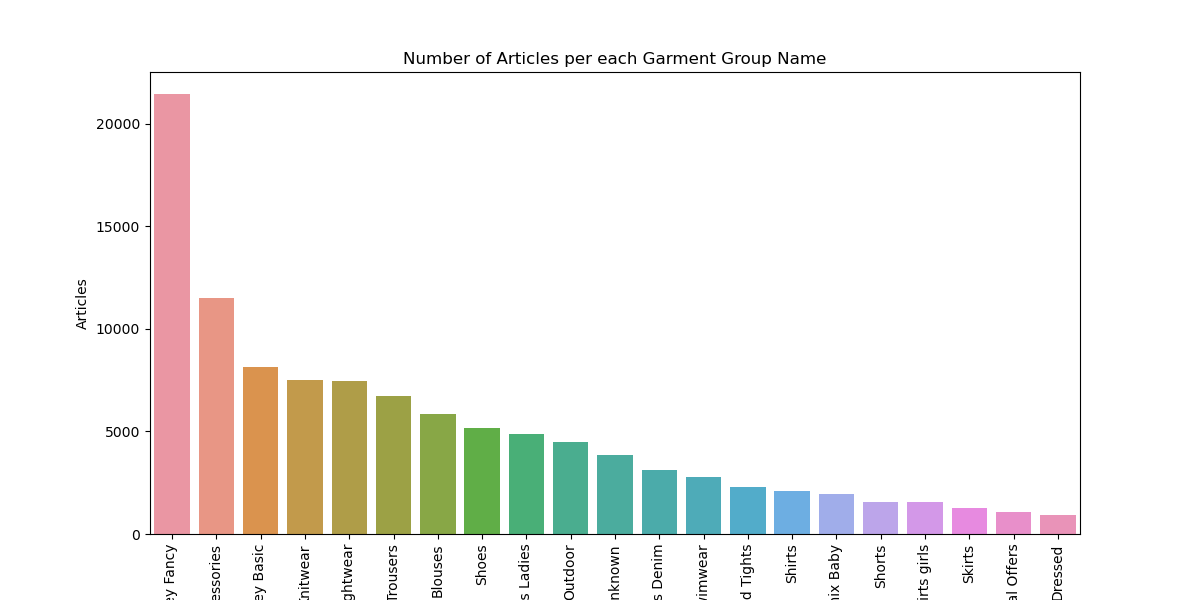 Number of Articles per each Garment Group Name
Articles
20000
15000
10000
5000
0
ey Fancy
essories
ey Basic
Knitwear
ghtwear
Trousers
Blouses
Shoes
s Ladies
Outdoor
nknown
s Denim
wimwear
d Tights
Shirts
nix Baby
Shorts
irts girls
Skirts
al Offers
Dressed